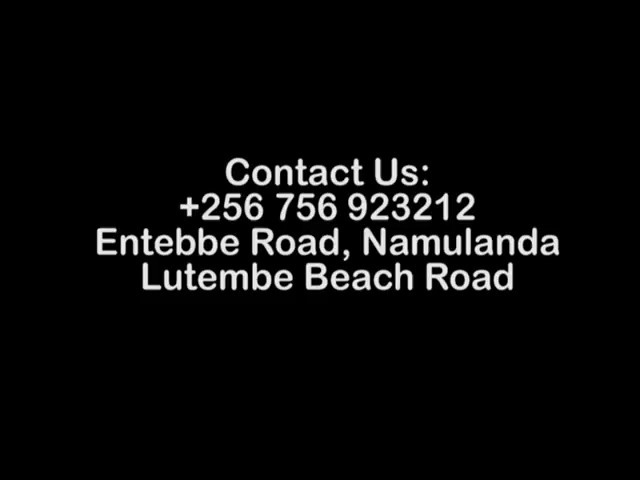 Contact Us:
+256 756 923212
Entebbe Road, Namulanda
Lutembe Beach Road